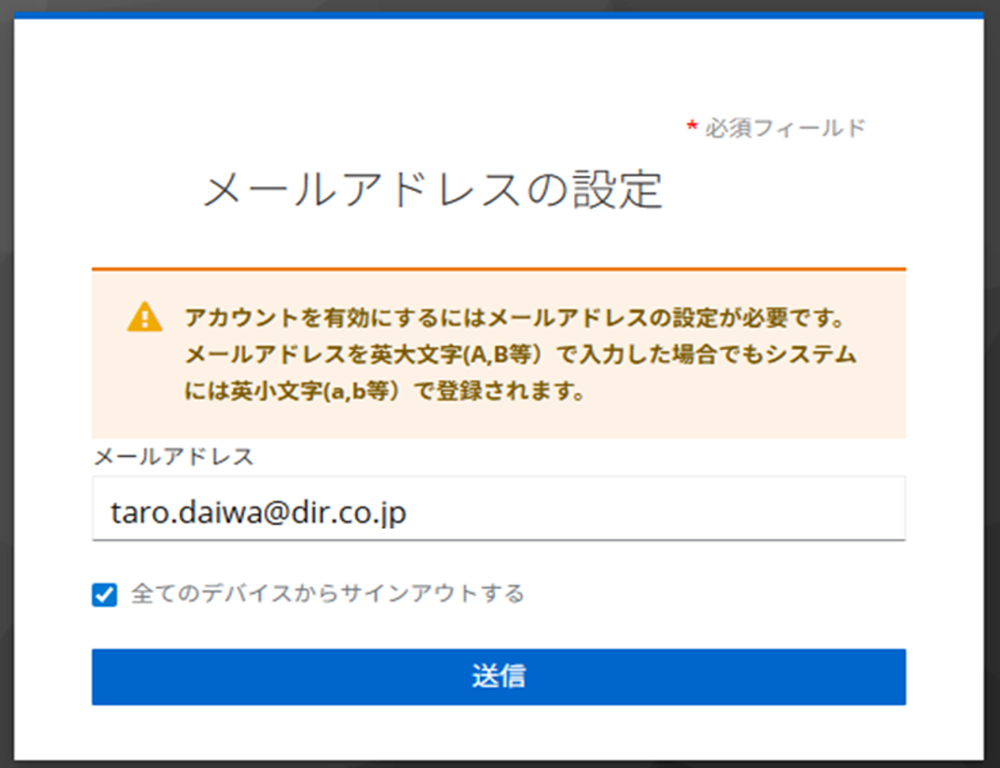 * 必須フィールド
メールアドレスの設定
アカウントを有効にするにはメールアドレスの設定が必要です。
メールアドレスを英大文字(A,B等）で入力した場合でもシステム
には英小文字(a,b等）で登録されます。
メールアドレス
taro.daiwa@dir.co.jp
全てのデバイスからサインアウトする
送信